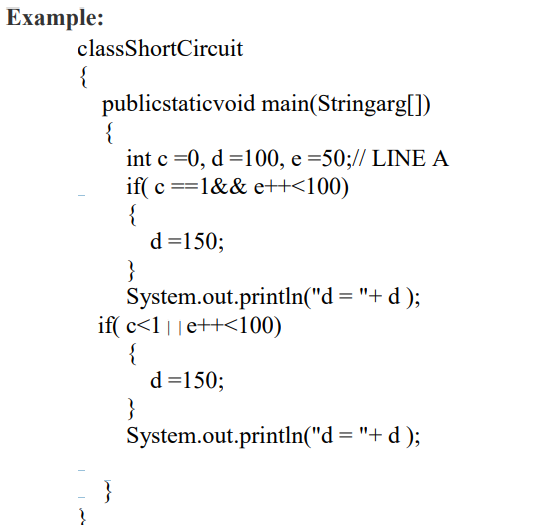 Example:
classShortCircuit
{
publicstaticvoid main(Stringarg[])
{
int c =0, d =100, e =50;// LINE A
if( c ==1&& e++<100)
{
d =150;
}
System.out.println("d = "+ d );
if( c<1||e++<100)
{
d =150;
}
System.out.println("d = "+ d );
}
}